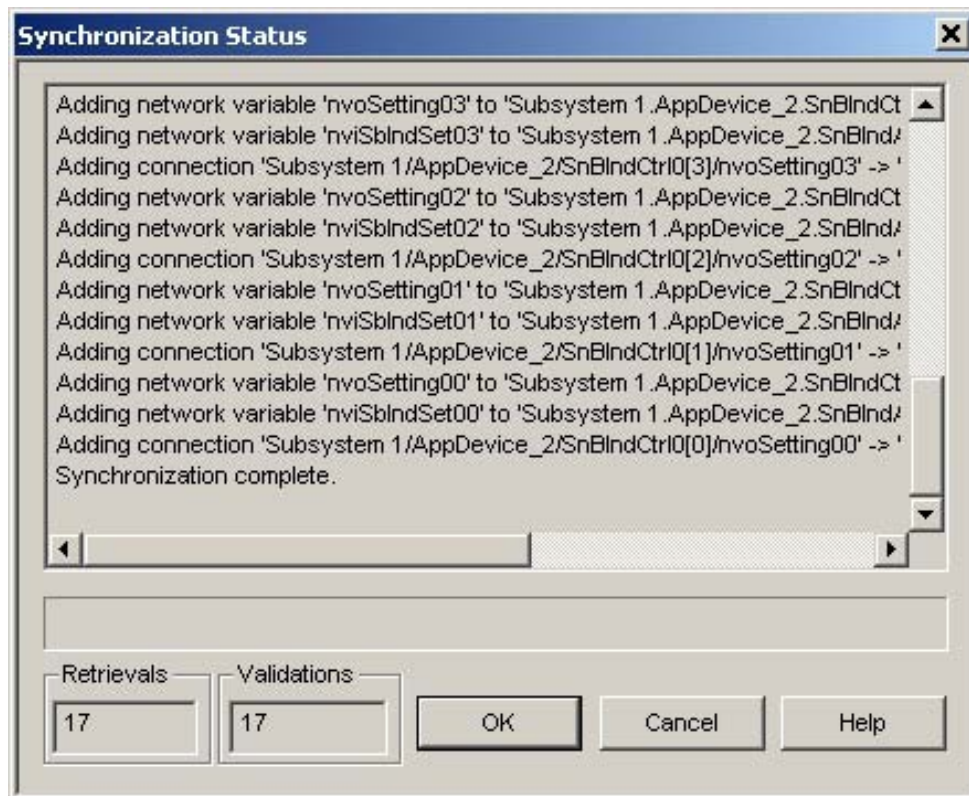 Synchronization Status
Adding network variable 'nvoSetting03' to 'Subsystem 1.AppDevice_2.SnBlndCt
Adding network variable 'nviSblndSet03' to 'Subsystem 1.AppDevice_2.SnBlndA
Adding connection 'Subsystem 1/AppDevice_2/SnBlndCtrl0[3]/nvoSetting03' -> '
Adding network variable 'nvoSetting02' to 'Subsystem 1.AppDevice_2.SnBlndCt
Adding network variable 'nviSblndSet02' to 'Subsystem 1.AppDevice_2.SnBlndA
Adding connection 'Subsystem 1/AppDevice_2/SnBlndCtrl0[2]/nvoSetting02' -> '
Adding network variable 'nvoSetting01' to 'Subsystem 1.AppDevice_2.SnBlndCt
Adding network variable 'nviSblndSet01' to 'Subsystem 1.AppDevice_2.SnBlndA
Adding connection 'Subsystem 1/AppDevice_2/SnBlndCtrl0[1]/nvoSetting01' -> '
Adding network variable 'nvoSetting00' to 'Subsystem 1.AppDevice_2.SnBlndCt
Adding network variable 'nviSblndSet00' to 'Subsystem 1.AppDevice_2.SnBlndA
Adding connection 'Subsystem 1/AppDevice_2/SnBlndCtrl0[0]/nvoSetting00' -> '
Synchronization complete.
Retrievals Validations
17 17 OK Cancel Help